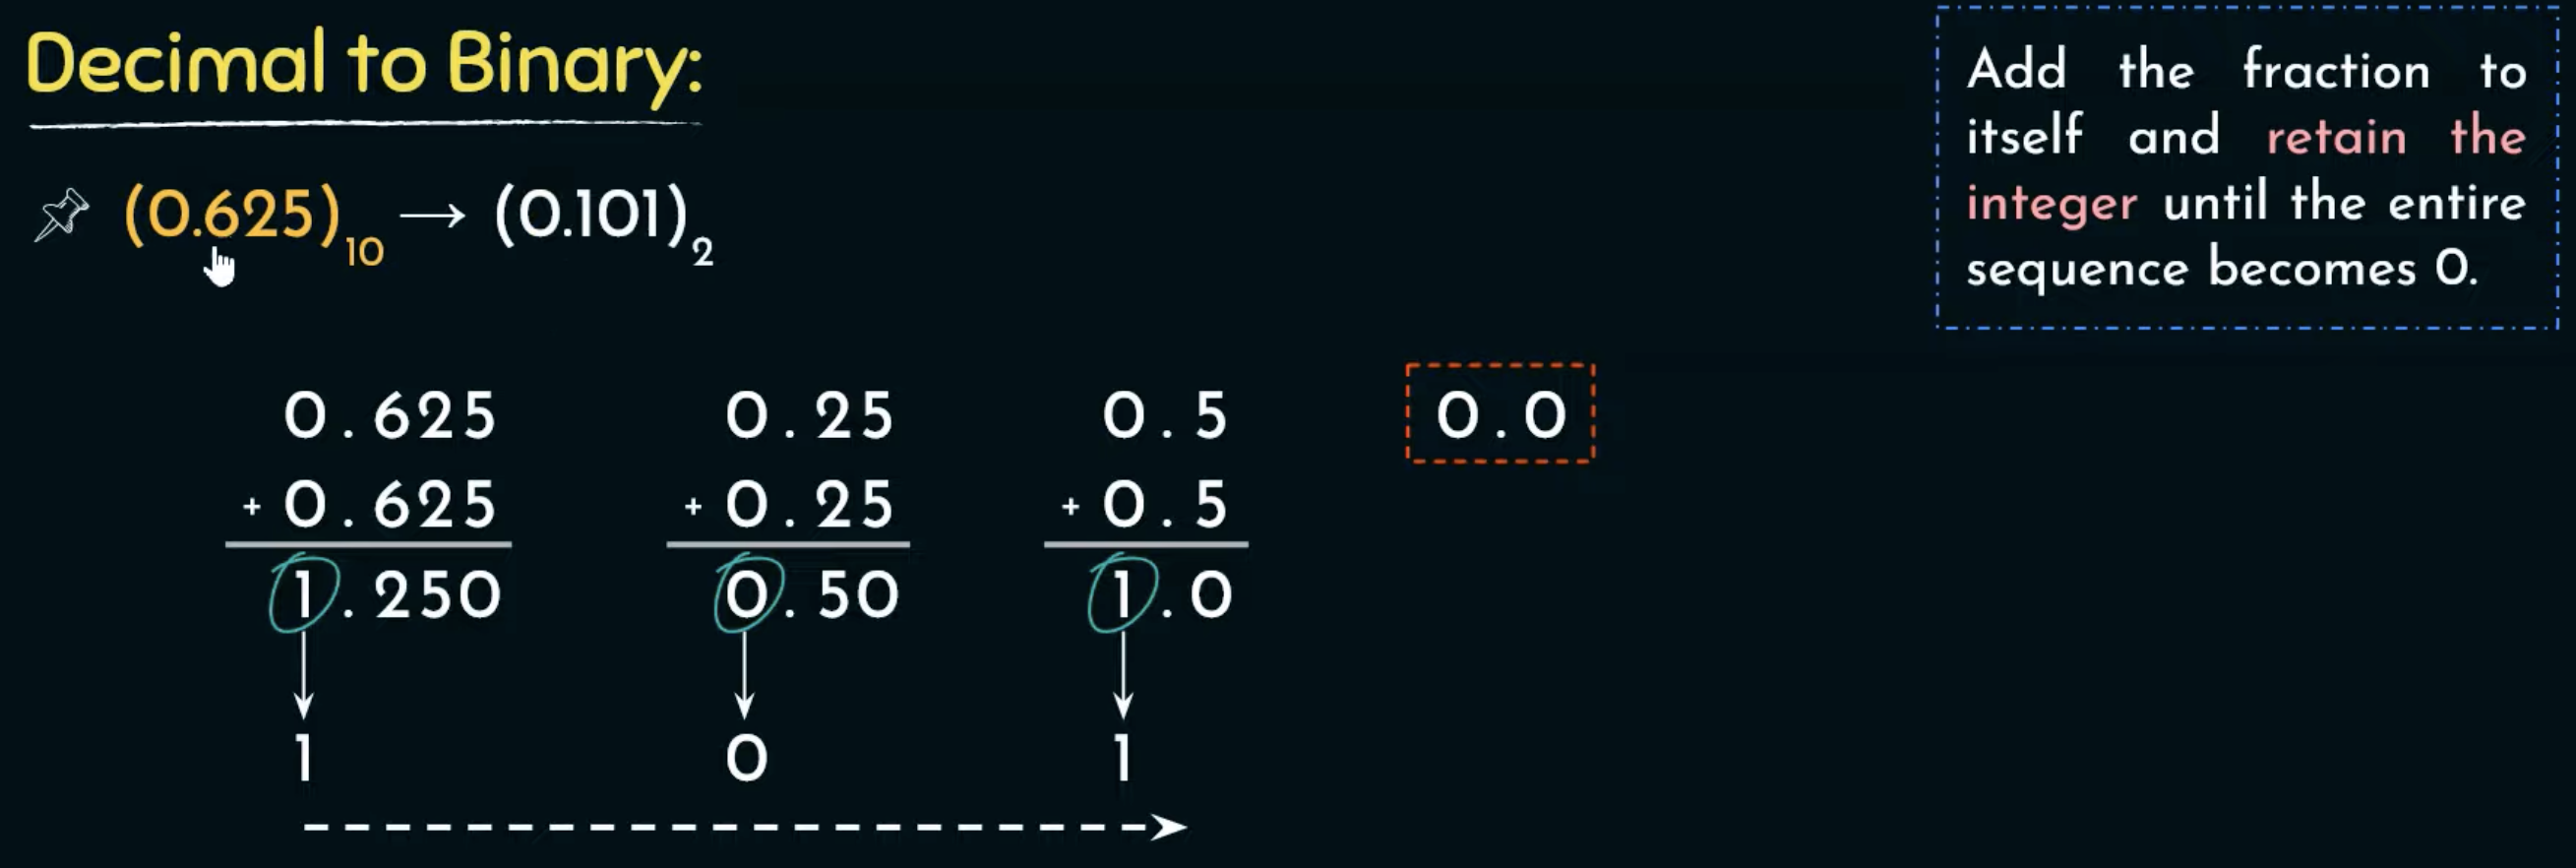 Decimal to Binary:
Add the fraction to
itself and retain the
integer until the entire
sequence becomes 0.
(0.625)10 → (0.101)2
0.625 0.25 0.5 0.0
+ 0.625 + 0.25 + 0.5
1.250 0.50 1.0
1 0 1